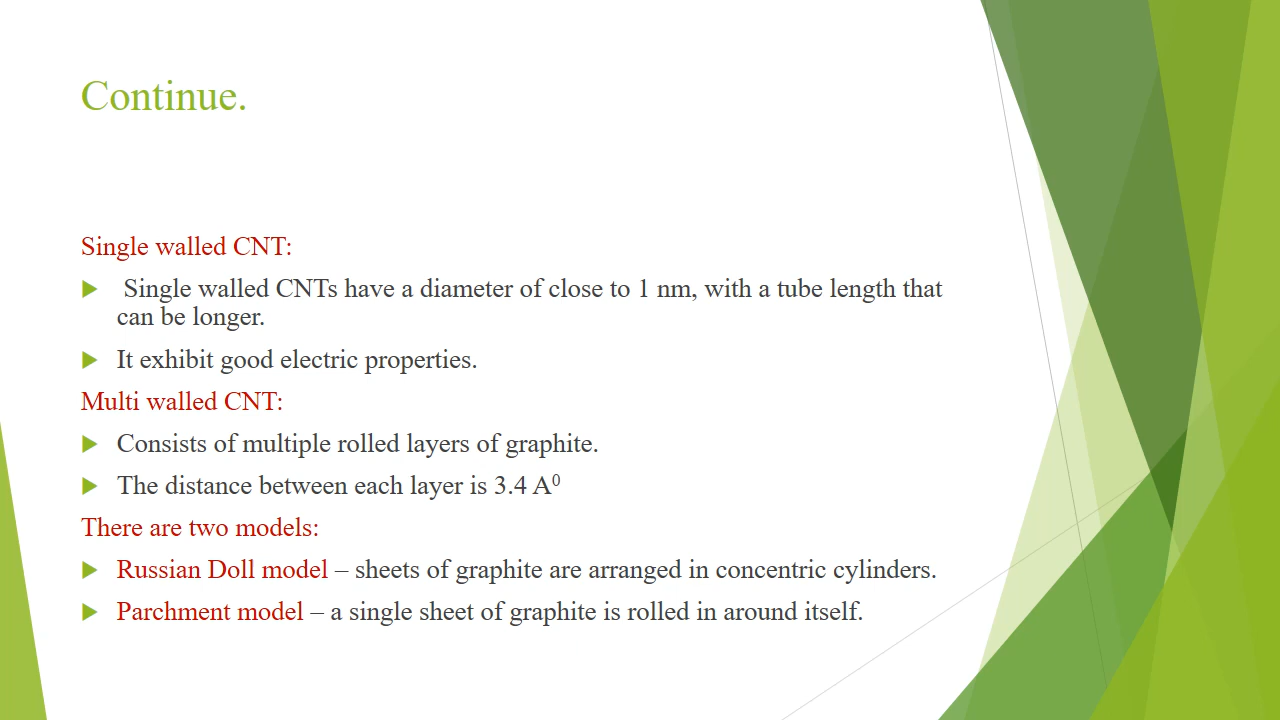 Continue.
Single walled CNT:
Single walled CNTs have a diameter of close to 1 nm, with a tube length that
can be longer.
It exhibit good electric properties.
Multi walled CNT:
Consists of multiple rolled layers of graphite.
The distance between each layer is 3.4 A⁰
There are two models:
Russian Doll model – sheets of graphite are arranged in concentric cylinders.
Parchment model – a single sheet of graphite is rolled in around itself.